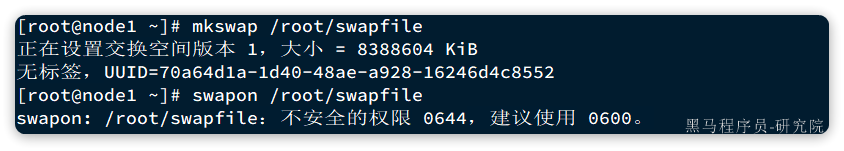 [root@node1 ~]# mkswap /root/swapfile
正在设置交换空间版本 1，大小 = 8388604 KiB
无标签，UUID=70a64d1a-1d40-48ae-a928-16246d4c8552
[root@node1 ~]# swapon /root/swapfile
swapon: /root/swapfile：不安全的权限 0644，建议使用 0600。
黑马程序员-研究院